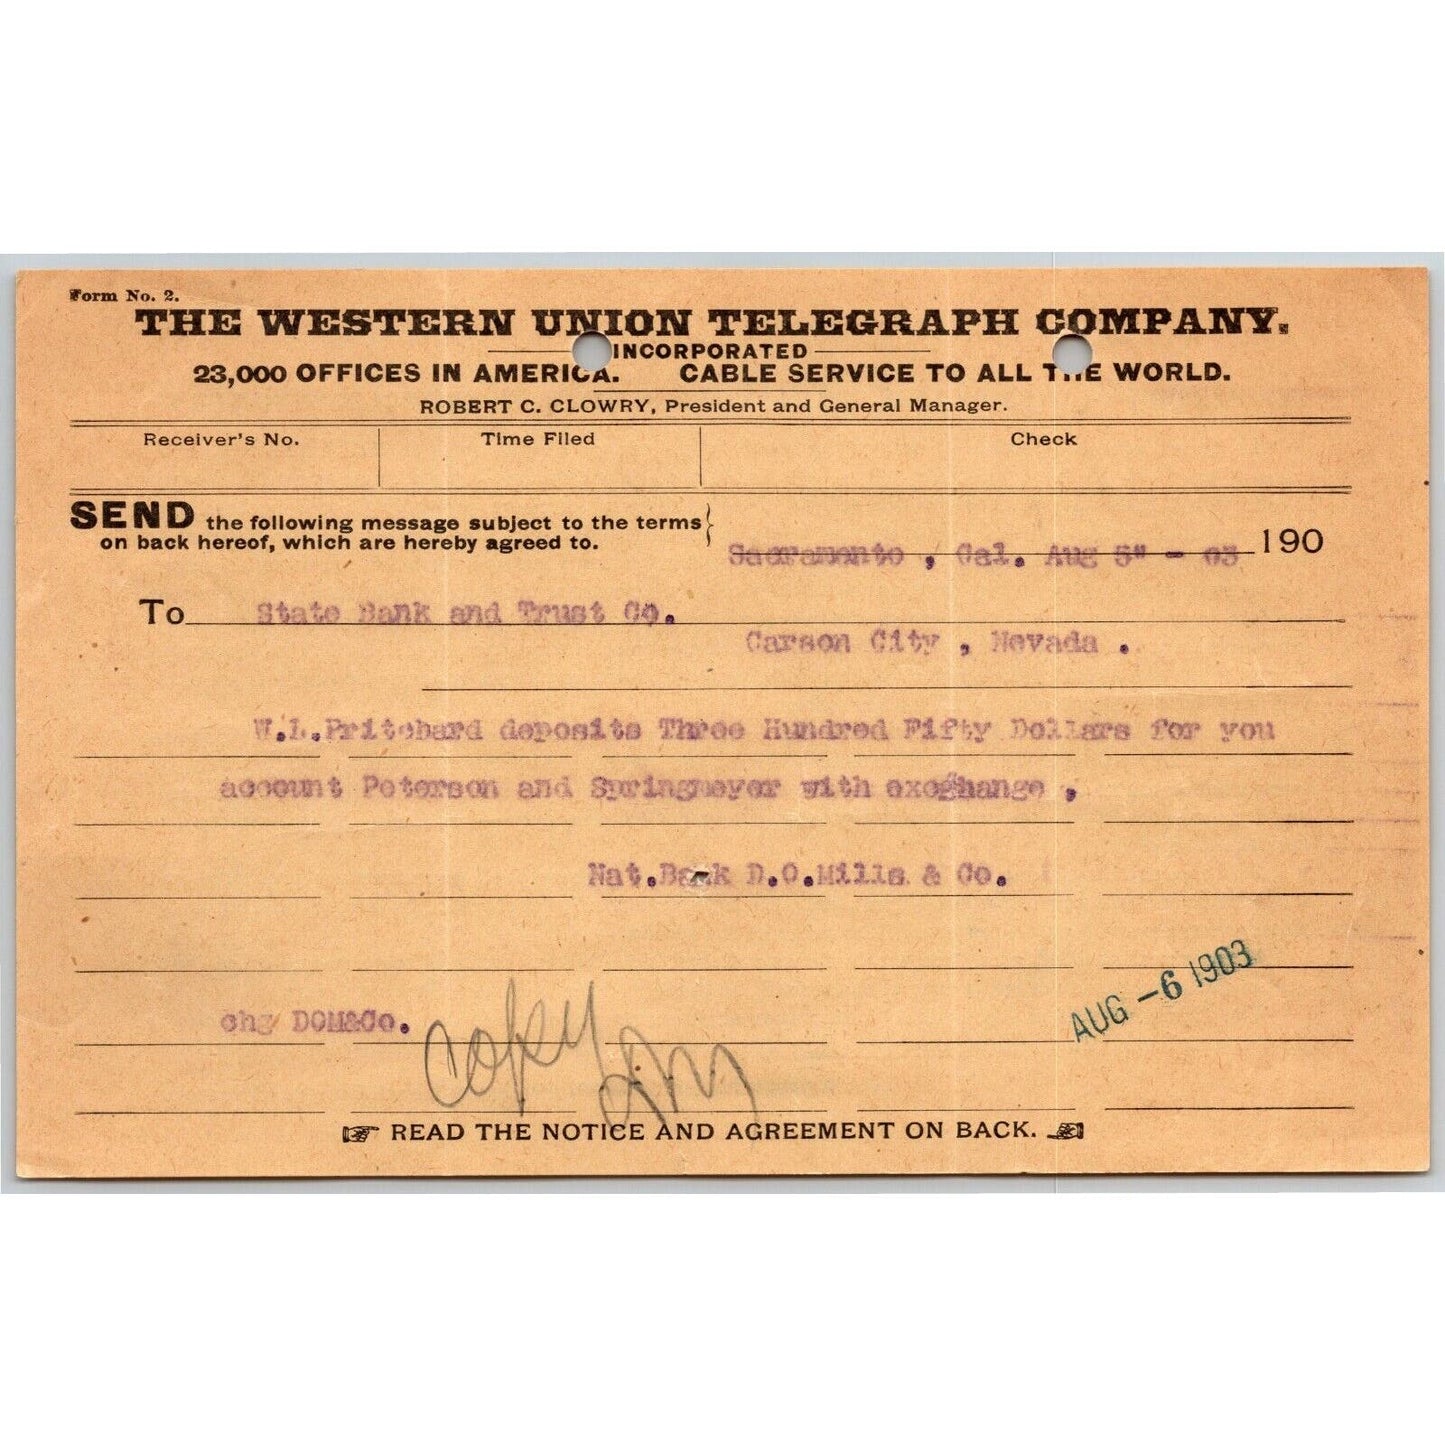 Form No. 2.
THE WESTERN UNION TELEGRAPH COMPANY.
INCORPORATED
23,000 OFFICES IN AMERICA. CABLE SERVICE TO ALL THE WORLD.
ROBERT C. CLOWRY, President and General Manager.
Receiver's No. Time Filed Check
SEND the following message subject to the terms
on back hereof, which are hereby agreed to.
Sacramento , Cal. Aug 5" - 03 190
To State Bank and Trust Co.
Carson City , Nevada .
W.L.Pritchard deposits Three Hundred Fifty Dollars for you
account Peterson and Springmeyer with exchange ,
Nat.Bank D.O.Mills & Co.
AUG -6 1903
chg DOM&Co.
copy
READ THE NOTICE AND AGREEMENT ON BACK.